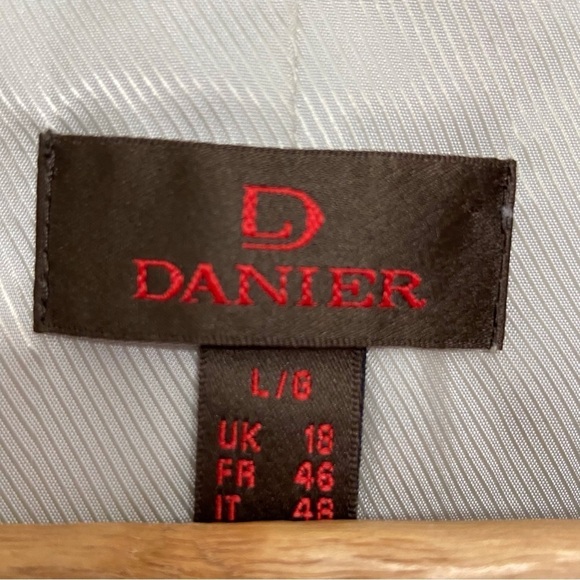 D
DANIER
L/G
UK 18
FR 46
IT 48